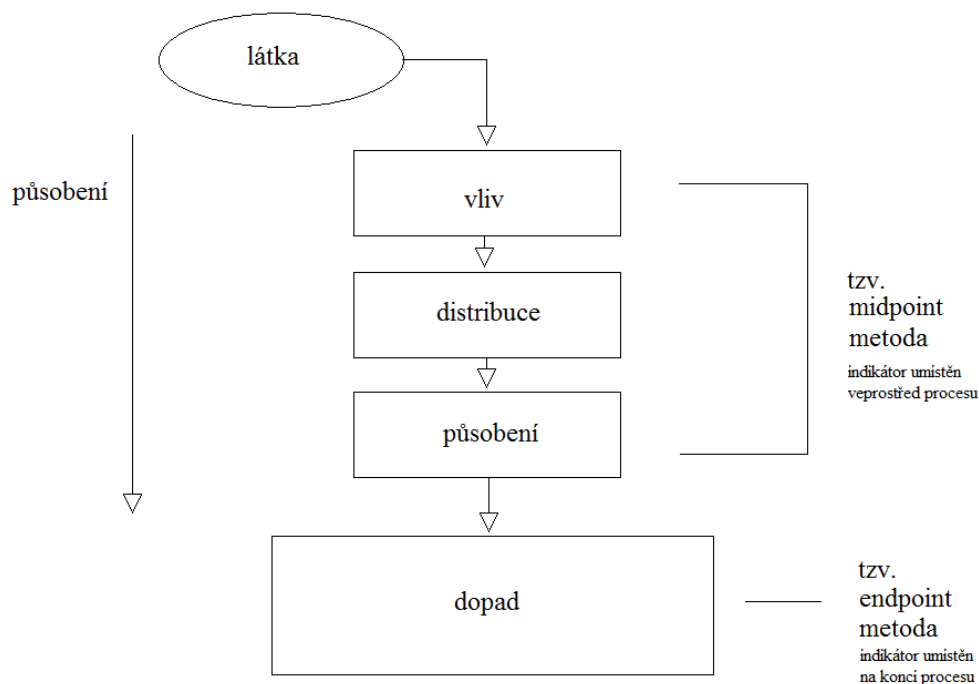 látka
působení
vliv
distribuce
působení
tzv.
midpoint
metoda
indikátor umístěn
veprostřed procesu
dopad
tzv.
endpoint
metoda
indikátor umístěn
na konci procesu